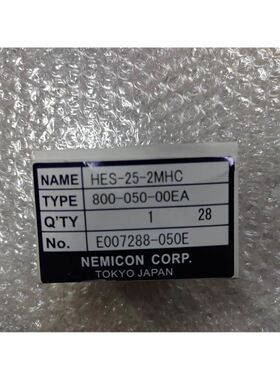 NAME HES-25-2MHC
TYPE 800-050-00EA
Q'TY 1 28
No. E007288-050E
NEMICON CORP.
TOKYO JAPAN